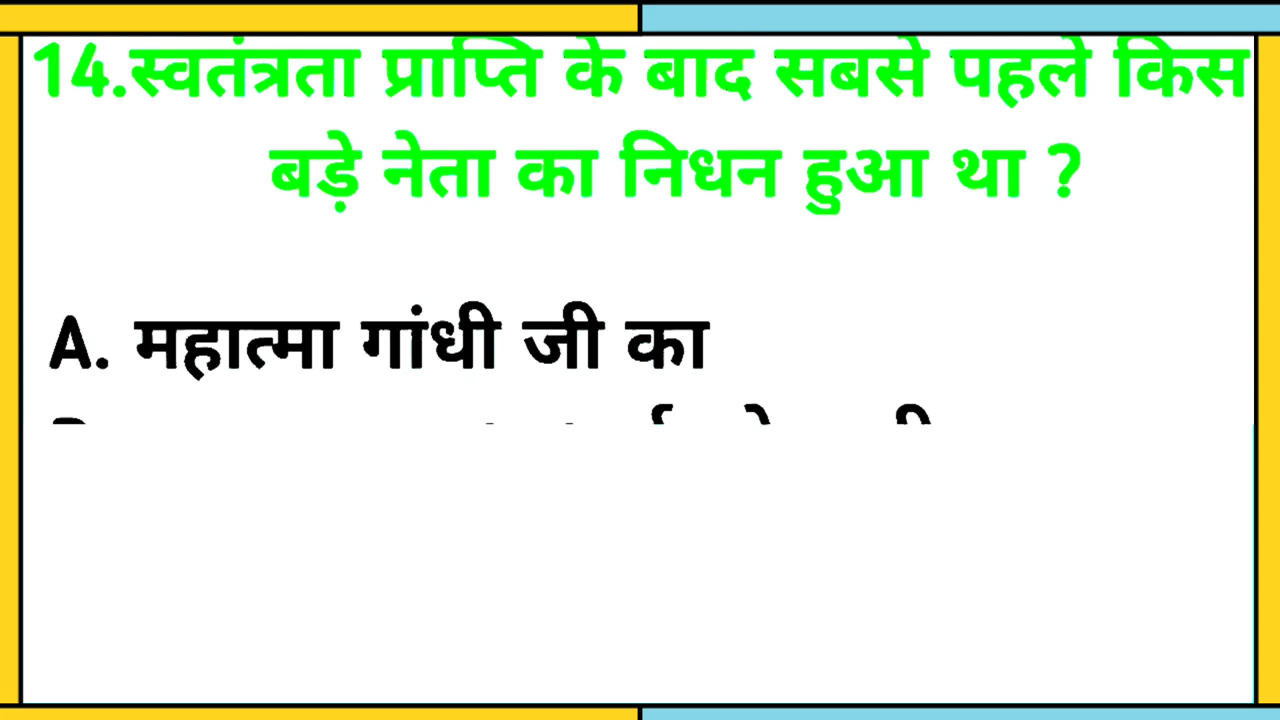 14.स्वतंत्रता प्राप्ति के बाद सबसे पहले किस
बड़े नेता का निधन हुआ था ?
A. महात्मा गांधी जी का